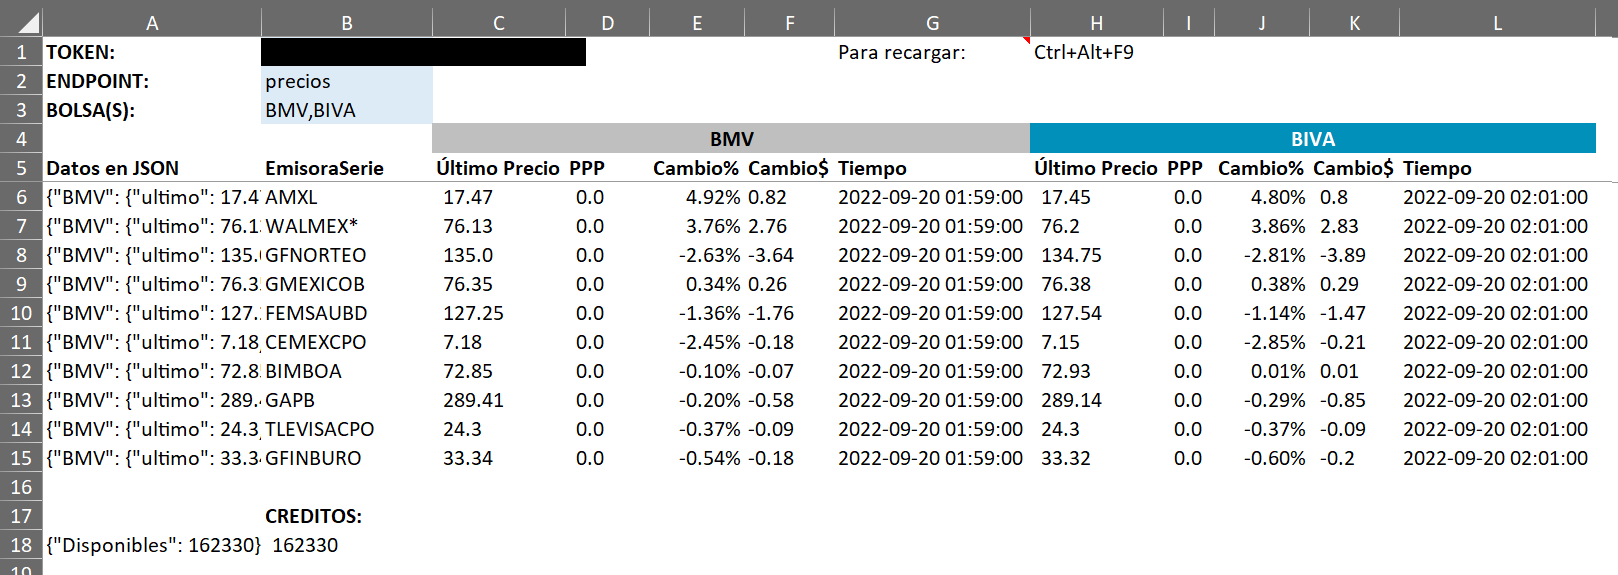 A B C D E F G H I J K L
1 TOKEN: Para recargar: Ctrl+Alt+F9
2 ENDPOINT: precios
3 BOLSA(S): BMV,BIVA
4 BMV BIVA
5 Datos en JSON EmisoraSerie Último Precio PPP Cambio% Cambio$ Tiempo Último Precio PPP Cambio% Cambio$ Tiempo
6 {"BMV": {"ultimo": 17.4 AMXL 17.47 0.0 4.92% 0.82 2022-09-20 01:59:00 17.45 0.0 4.80% 0.8 2022-09-20 02:01:00
7 {"BMV": {"ultimo": 76.1 WALMEX* 76.13 0.0 3.76% 2.76 2022-09-20 01:59:00 76.2 0.0 3.86% 2.83 2022-09-20 02:01:00
8 {"BMV": {"ultimo": 135. GFNORTEO 135.0 0.0 -2.63% -3.64 2022-09-20 01:59:00 134.75 0.0 -2.81% -3.89 2022-09-20 02:01:00
9 {"BMV": {"ultimo": 76.3 GMEXICOB 76.35 0.0 0.34% 0.26 2022-09-20 01:59:00 76.38 0.0 0.38% 0.29 2022-09-20 02:01:00
10 {"BMV": {"ultimo": 127. FEMSAUBD 127.25 0.0 -1.36% -1.76 2022-09-20 01:59:00 127.54 0.0 -1.14% -1.47 2022-09-20 02:01:00
11 {"BMV": {"ultimo": 7.18, CEMEXCPO 7.18 0.0 -2.45% -0.18 2022-09-20 01:59:00 7.15 0.0 -2.85% -0.21 2022-09-20 02:01:00
12 {"BMV": {"ultimo": 72.8 BIMBOA 72.85 0.0 -0.10% -0.07 2022-09-20 01:59:00 72.93 0.0 0.01% 0.01 2022-09-20 02:01:00
13 {"BMV": {"ultimo": 289. GAPB 289.41 0.0 -0.20% -0.58 2022-09-20 01:59:00 289.14 0.0 -0.29% -0.85 2022-09-20 02:01:00
14 {"BMV": {"ultimo": 24.3, TLEVISACPO 24.3 0.0 -0.37% -0.09 2022-09-20 01:59:00 24.3 0.0 -0.37% -0.09 2022-09-20 02:01:00
15 {"BMV": {"ultimo": 33.3 GFINBURO 33.34 0.0 -0.54% -0.18 2022-09-20 01:59:00 33.32 0.0 -0.60% -0.2 2022-09-20 02:01:00
16
17 CREDITOS:
18 {"Disponibles": 162330} 162330
19